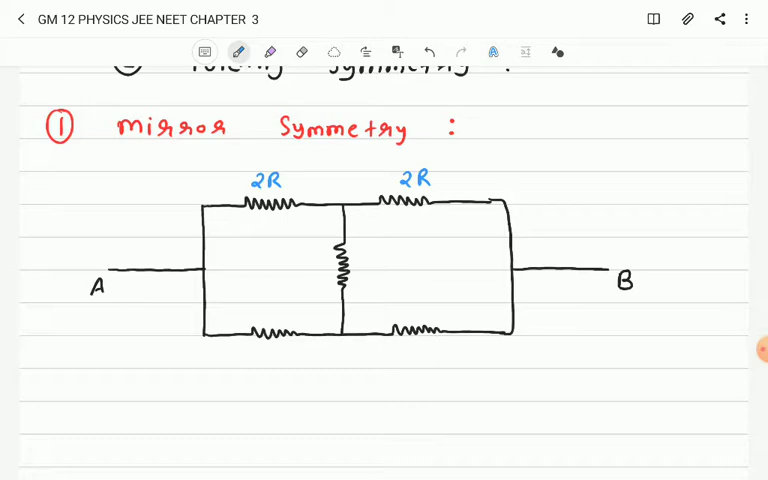 GM 12 PHYSICS JEE NEET CHAPTER 3
① Mirror Symmetry :
2R 2R
A B